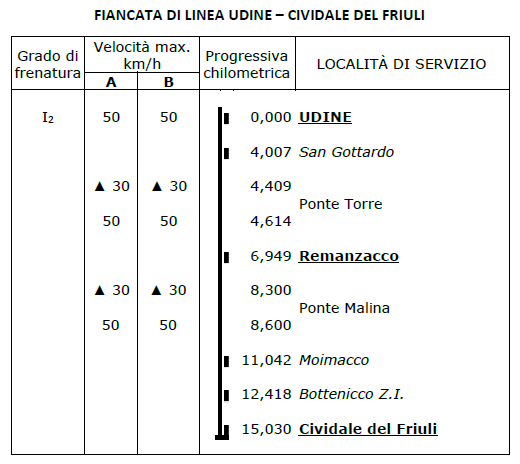 FIANCATA DI LINEA UDINE – CIVIDALE DEL FRIULI
Grado di frenatura
Velocità max. km/h
A B
Progressiva chilometrica
LOCALITÀ DI SERVIZIO
I₂ 50 50 0,000 UDINE
4,007 San Gottardo
▲ 30 ▲ 30 4,409
Ponte Torre
50 50 4,614
6,949 Remanzacco
▲ 30 ▲ 30 8,300
Ponte Malina
50 50 8,600
11,042 Moimacco
12,418 Bottenicco Z.I.
15,030 Cividale del Friuli